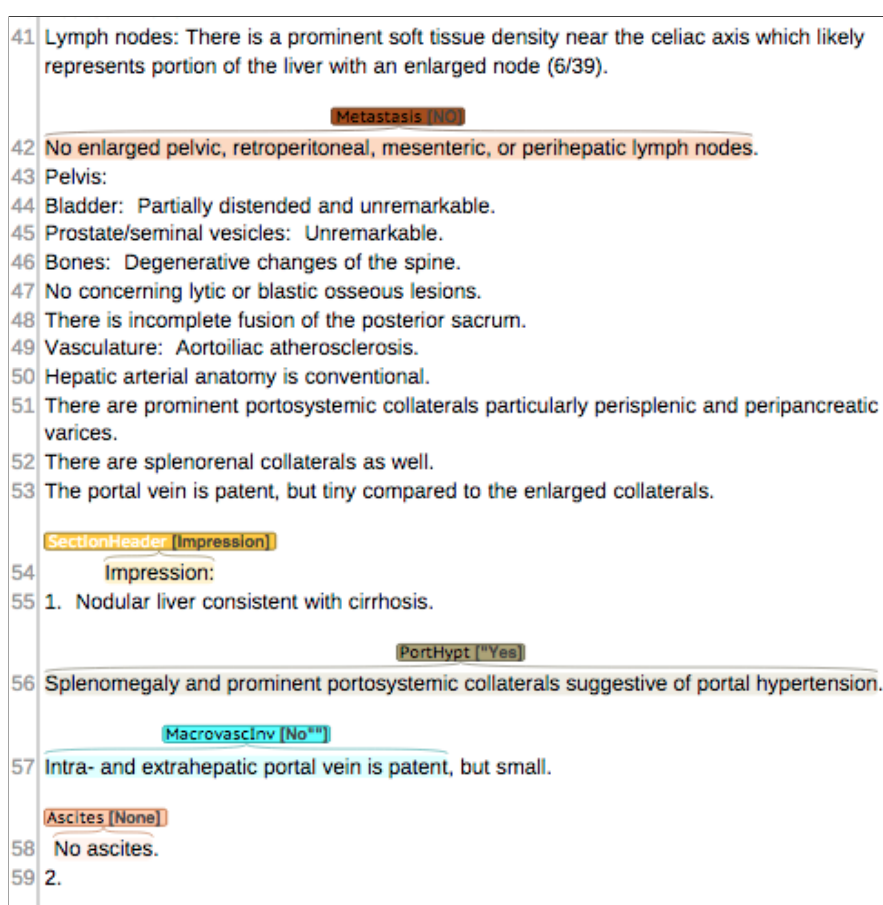 41 Lymph nodes: There is a prominent soft tissue density near the celiac axis which likely
represents portion of the liver with an enlarged node (6/39).
Metastasis [NO]
42 No enlarged pelvic, retroperitoneal, mesenteric, or perihepatic lymph nodes.
43 Pelvis:
44 Bladder:  Partially distended and unremarkable.
45 Prostate/seminal vesicles:  Unremarkable.
46 Bones:  Degenerative changes of the spine.
47 No concerning lytic or blastic osseous lesions.
48 There is incomplete fusion of the posterior sacrum.
49 Vasculature:  Aortoiliac atherosclerosis.
50 Hepatic arterial anatomy is conventional.
51 There are prominent portosystemic collaterals particularly perisplenic and peripancreatic
varices.
52 There are splenorenal collaterals as well.
53 The portal vein is patent, but tiny compared to the enlarged collaterals.
SectionHeader [Impression]
54 Impression:
55 1.  Nodular liver consistent with cirrhosis.
PortHypt ["Yes]
56 Splenomegaly and prominent portosystemic collaterals suggestive of portal hypertension.
MacrovascInv [No""]
57 Intra- and extrahepatic portal vein is patent, but small.
Ascites [None]
58 No ascites.
59 2.